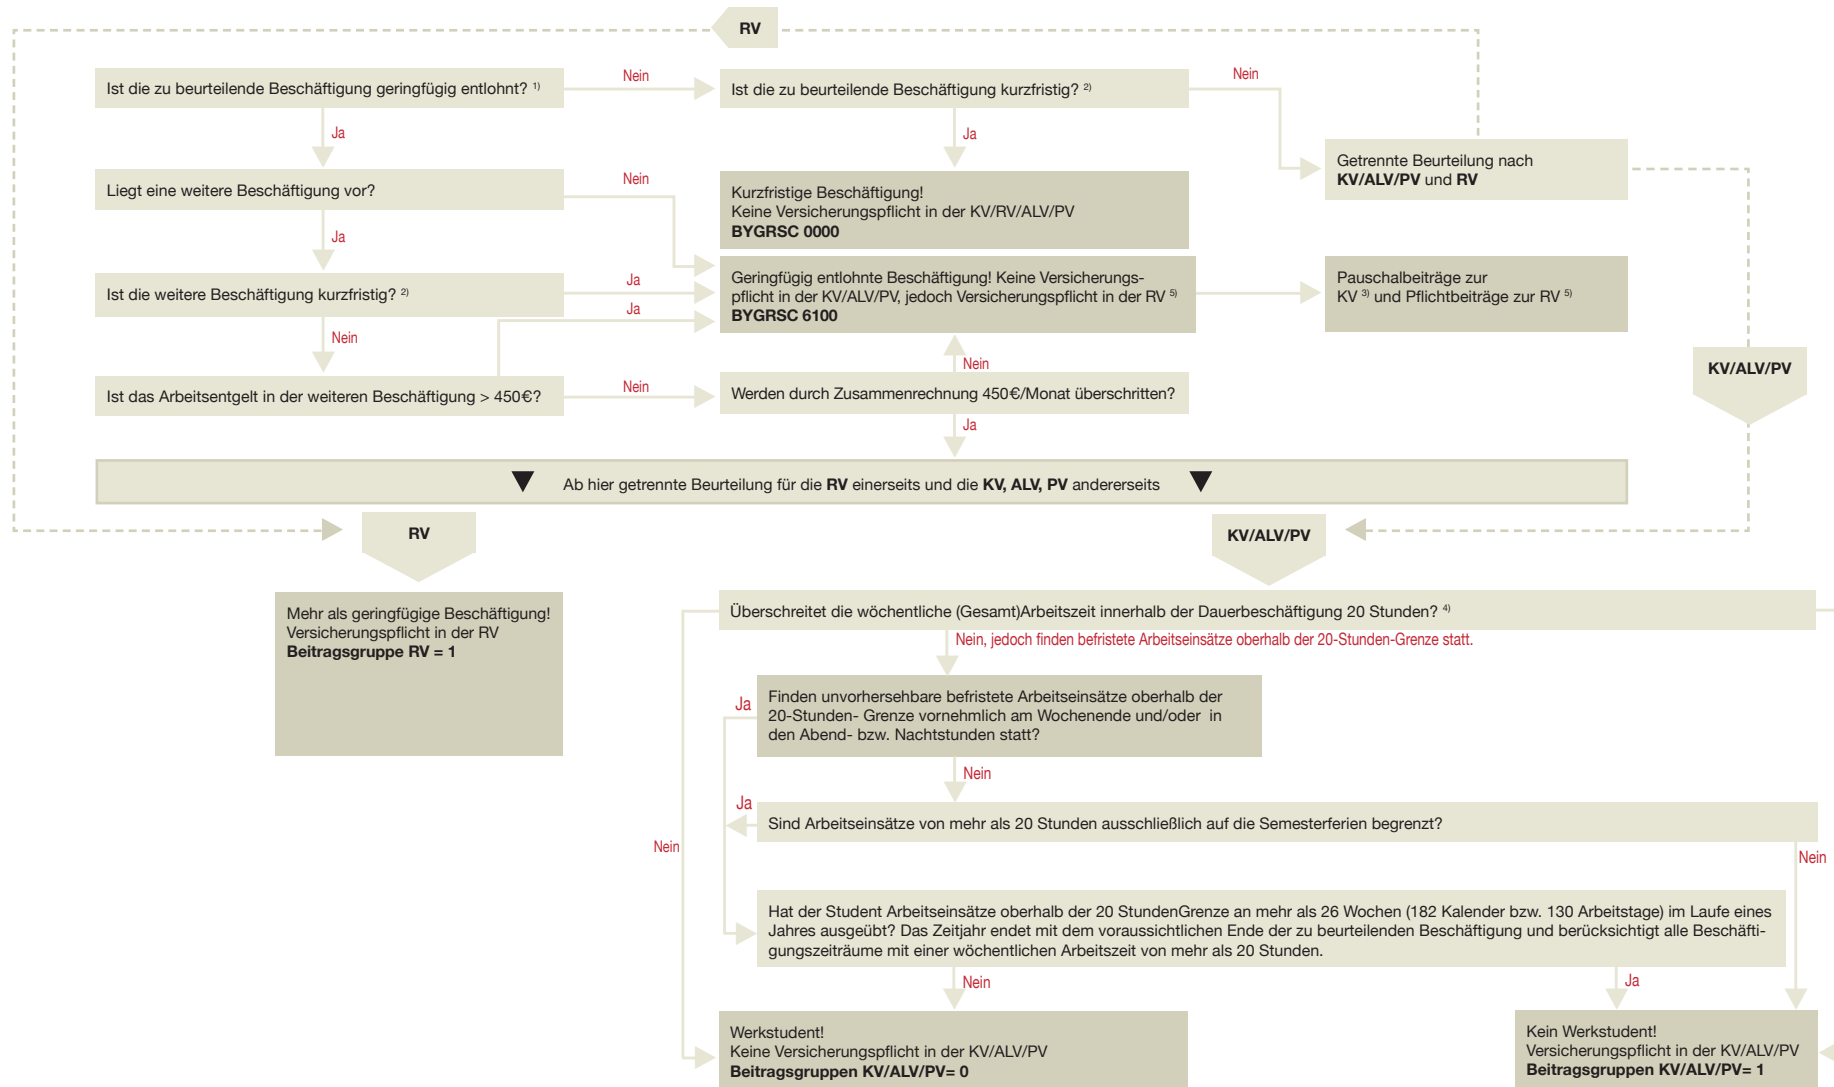 RV
Ist die zu beurteilende Beschäftigung geringfügig entlohnt? 1)
Nein
Ist die zu beurteilende Beschäftigung kurzfristig? 2)
Nein
Ja
Ja
Getrennte Beurteilung nach
KV/ALV/PV und RV
Liegt eine weitere Beschäftigung vor?
Nein
Kurzfristige Beschäftigung!
Keine Versicherungspflicht in der KV/RV/ALV/PV
BYGRSC 0000
Ja
Ist die weitere Beschäftigung kurzfristig? 2)
Ja
Ja
Geringfügig entlohnte Beschäftigung! Keine Versicherungs-
pflicht in der KV/ALV/PV, jedoch Versicherungspflicht in der RV 5)
BYGRSC 6100
Pauschalbeiträge zur
KV 3) und Pflichtbeiträge zur RV 5)
Nein
Nein
KV/ALV/PV
Ist das Arbeitsentgelt in der weiteren Beschäftigung > 450€?
Nein
Werden durch Zusammenrechnung 450€/Monat überschritten?
Ja
Ab hier getrennte Beurteilung für die RV einerseits und die KV, ALV, PV andererseits
RV
KV/ALV/PV
Mehr als geringfügige Beschäftigung!
Versicherungspflicht in der RV
Beitragsgruppe RV = 1
Überschreitet die wöchentliche (Gesamt)Arbeitszeit innerhalb der Dauerbeschäftigung 20 Stunden? 4)
Nein, jedoch finden befristete Arbeitseinsätze oberhalb der 20-Stunden-Grenze statt.
Ja
Finden unvorhersehbare befristete Arbeitseinsätze oberhalb der
20-Stunden- Grenze vornehmlich am Wochenende und/oder in
den Abend- bzw. Nachtstunden statt?
Nein
Ja
Sind Arbeitseinsätze von mehr als 20 Stunden ausschließlich auf die Semesterferien begrenzt?
Nein
Nein
Hat der Student Arbeitseinsätze oberhalb der 20 StundenGrenze an mehr als 26 Wochen (182 Kalender bzw. 130 Arbeitstage) im Laufe eines
Jahres ausgeübt? Das Zeitjahr endet mit dem voraussichtlichen Ende der zu beurteilenden Beschäftigung und berücksichtigt alle Beschäfti-
gungszeiträume mit einer wöchentlichen Arbeitszeit von mehr als 20 Stunden.
Nein
Ja
Werkstudent!
Keine Versicherungspflicht in der KV/ALV/PV
Beitragsgruppen KV/ALV/PV= 0
Kein Werkstudent!
Versicherungspflicht in der KV/ALV/PV
Beitragsgruppen KV/ALV/PV= 1